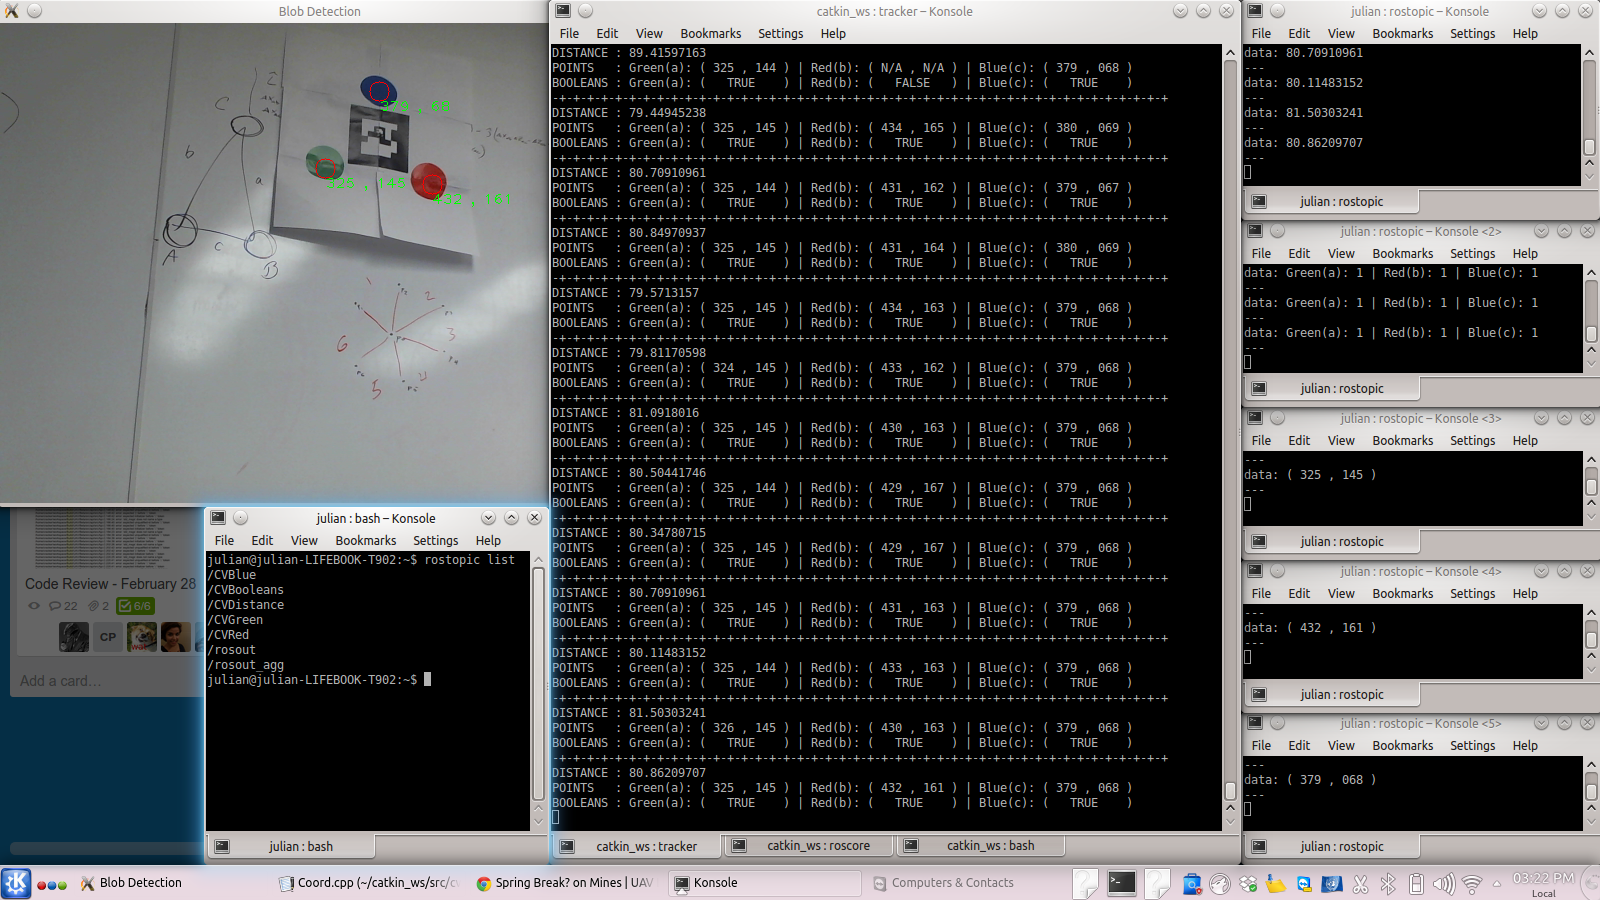 Blob Detection
C
2
b
a
c
A
B
379 , 68
432 , 161
1
2
3
6
5
Code Review - February 28
22
2
6/6
CP
Add a card…
julian : bash – Konsole
File Edit View Bookmarks Settings Help
julian@julian-LIFEBOOK-T902:~$ rostopic list
/CVBlue
/CVBooleans
/CVDistance
/CVGreen
/CVRed
/rosout
/rosout_agg
julian@julian-LIFEBOOK-T902:~$
julian : bash
catkin_ws : tracker – Konsole
File Edit View Bookmarks Settings Help
DISTANCE : 89.41597163
POINTS : Green(a): ( 325 , 144 ) | Red(b): ( N/A , N/A ) | Blue(c): ( 379 , 068 )
BOOLEANS : Green(a): ( TRUE ) | Red(b): ( FALSE ) | Blue(c): ( TRUE )
DISTANCE : 79.44945238
POINTS : Green(a): ( 325 , 145 ) | Red(b): ( 434 , 165 ) | Blue(c): ( 380 , 069 )
BOOLEANS : Green(a): ( TRUE ) | Red(b): ( TRUE ) | Blue(c): ( TRUE )
DISTANCE : 80.70910961
POINTS : Green(a): ( 325 , 144 ) | Red(b): ( 431 , 162 ) | Blue(c): ( 379 , 067 )
BOOLEANS : Green(a): ( TRUE ) | Red(b): ( TRUE ) | Blue(c): ( TRUE )
DISTANCE : 80.84970937
POINTS : Green(a): ( 325 , 145 ) | Red(b): ( 431 , 164 ) | Blue(c): ( 380 , 069 )
BOOLEANS : Green(a): ( TRUE ) | Red(b): ( TRUE ) | Blue(c): ( TRUE )
DISTANCE : 79.5713157
POINTS : Green(a): ( 325 , 145 ) | Red(b): ( 434 , 163 ) | Blue(c): ( 379 , 068 )
BOOLEANS : Green(a): ( TRUE ) | Red(b): ( TRUE ) | Blue(c): ( TRUE )
DISTANCE : 79.81170598
POINTS : Green(a): ( 324 , 145 ) | Red(b): ( 433 , 162 ) | Blue(c): ( 379 , 068 )
BOOLEANS : Green(a): ( TRUE ) | Red(b): ( TRUE ) | Blue(c): ( TRUE )
DISTANCE : 81.0918016
POINTS : Green(a): ( 325 , 145 ) | Red(b): ( 430 , 163 ) | Blue(c): ( 379 , 068 )
BOOLEANS : Green(a): ( TRUE ) | Red(b): ( TRUE ) | Blue(c): ( TRUE )
DISTANCE : 80.50441746
POINTS : Green(a): ( 325 , 144 ) | Red(b): ( 429 , 167 ) | Blue(c): ( 379 , 068 )
BOOLEANS : Green(a): ( TRUE ) | Red(b): ( TRUE ) | Blue(c): ( TRUE )
DISTANCE : 80.34780715
POINTS : Green(a): ( 325 , 145 ) | Red(b): ( 429 , 167 ) | Blue(c): ( 379 , 068 )
BOOLEANS : Green(a): ( TRUE ) | Red(b): ( TRUE ) | Blue(c): ( TRUE )
DISTANCE : 80.70910961
POINTS : Green(a): ( 325 , 145 ) | Red(b): ( 431 , 163 ) | Blue(c): ( 379 , 068 )
BOOLEANS : Green(a): ( TRUE ) | Red(b): ( TRUE ) | Blue(c): ( TRUE )
DISTANCE : 80.11483152
POINTS : Green(a): ( 325 , 144 ) | Red(b): ( 433 , 163 ) | Blue(c): ( 379 , 068 )
BOOLEANS : Green(a): ( TRUE ) | Red(b): ( TRUE ) | Blue(c): ( TRUE )
DISTANCE : 81.50303241
POINTS : Green(a): ( 326 , 145 ) | Red(b): ( 430 , 163 ) | Blue(c): ( 379 , 068 )
BOOLEANS : Green(a): ( TRUE ) | Red(b): ( TRUE ) | Blue(c): ( TRUE )
DISTANCE : 80.86209707
POINTS : Green(a): ( 325 , 145 ) | Red(b): ( 432 , 161 ) | Blue(c): ( 379 , 068 )
BOOLEANS : Green(a): ( TRUE ) | Red(b): ( TRUE ) | Blue(c): ( TRUE )
catkin_ws : tracker
catkin_ws : roscore
catkin_ws : bash
julian : rostopic – Konsole
File Edit View Bookmarks Settings Help
data: 80.70910961
---
data: 80.11483152
---
data: 81.50303241
---
data: 80.86209707
---
julian : rostopic
julian : rostopic – Konsole <2>
File Edit View Bookmarks Settings Help
data: Green(a): 1 | Red(b): 1 | Blue(c): 1
---
data: Green(a): 1 | Red(b): 1 | Blue(c): 1
---
data: Green(a): 1 | Red(b): 1 | Blue(c): 1
---
julian : rostopic
julian : rostopic – Konsole <3>
File Edit View Bookmarks Settings Help
---
data: ( 325 , 145 )
---
julian : rostopic
julian : rostopic – Konsole <4>
File Edit View Bookmarks Settings Help
---
data: ( 432 , 161 )
---
julian : rostopic
julian : rostopic – Konsole <5>
File Edit View Bookmarks Settings Help
---
data: ( 379 , 068 )
---
julian : rostopic
Blob Detection
Coord.cpp (~/catkin_ws/src/cv
Spring Break? on Mines | UAV
Konsole
Computers & Contacts
03:22 PM
Local